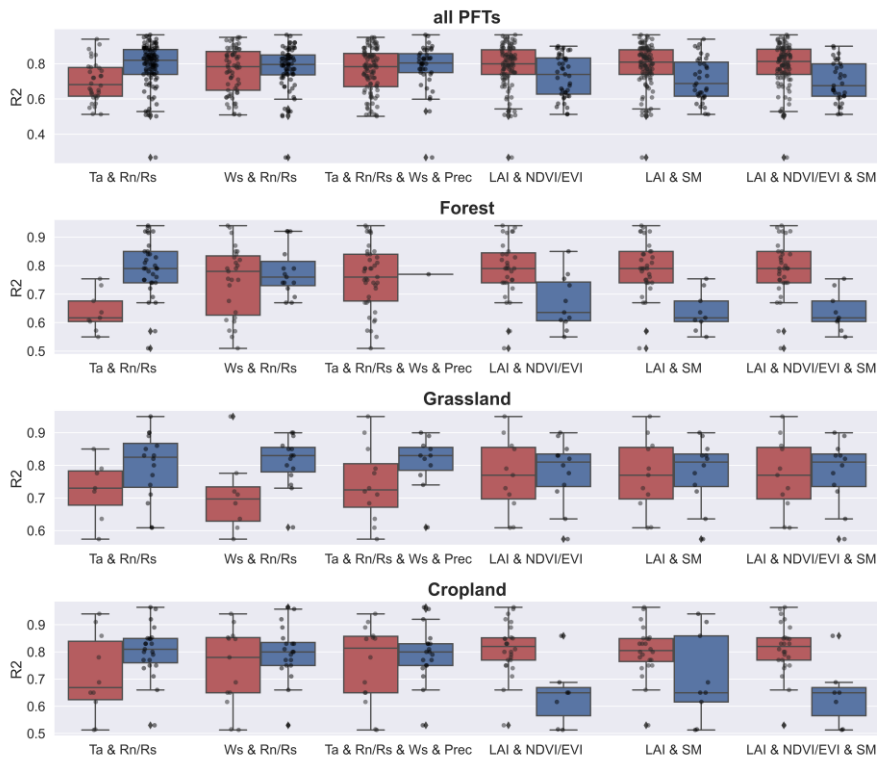 all PFTs
0.8
0.6
0.4
R2
Ta & Rn/Rs Ws & Rn/Rs Ta & Rn/Rs & Ws & Prec LAI & NDVI/EVI LAI & SM LAI & NDVI/EVI & SM
Forest
0.9
0.8
0.7
0.6
0.5
R2
Ta & Rn/Rs Ws & Rn/Rs Ta & Rn/Rs & Ws & Prec LAI & NDVI/EVI LAI & SM LAI & NDVI/EVI & SM
Grassland
0.9
0.8
0.7
0.6
R2
Ta & Rn/Rs Ws & Rn/Rs Ta & Rn/Rs & Ws & Prec LAI & NDVI/EVI LAI & SM LAI & NDVI/EVI & SM
Cropland
0.9
0.8
0.7
0.6
0.5
R2
Ta & Rn/Rs Ws & Rn/Rs Ta & Rn/Rs & Ws & Prec LAI & NDVI/EVI LAI & SM LAI & NDVI/EVI & SM